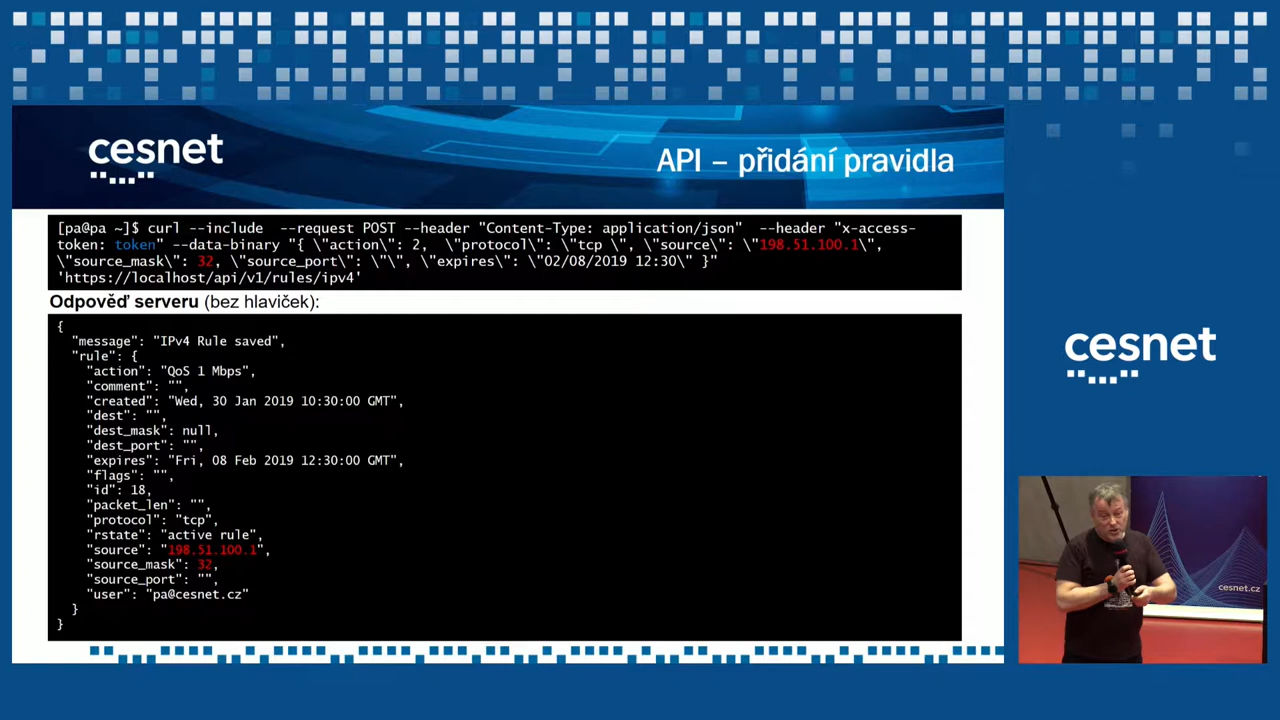 cesnet
API – přidání pravidla
[pa@pa ~]$ curl --include  --request POST --header "Content-Type: application/json"  --header "x-access-
token: token" --data-binary "{ \"action\": 2,  \"protocol\": \"tcp \", \"source\": \"198.51.100.1\",
\"source_mask\": 32, \"source_port\": \"\", \"expires\": \"02/08/2019 12:30\" }"
'https://localhost/api/v1/rules/ipv4'
Odpověď serveru (bez hlaviček):
{
  "message": "IPv4 Rule saved",
  "rule": {
    "action": "QoS 1 Mbps",
    "comment": "",
    "created": "Wed, 30 Jan 2019 10:30:00 GMT",
    "dest": "",
    "dest_mask": null,
    "dest_port": "",
    "expires": "Fri, 08 Feb 2019 12:30:00 GMT",
    "flags": "",
    "id": 18,
    "packet_len": "",
    "protocol": "tcp",
    "rstate": "active rule",
    "source": "198.51.100.1",
    "source_mask": 32,
    "source_port": "",
    "user": "pa@cesnet.cz"
  }
}
cesnet
cesnet.cz